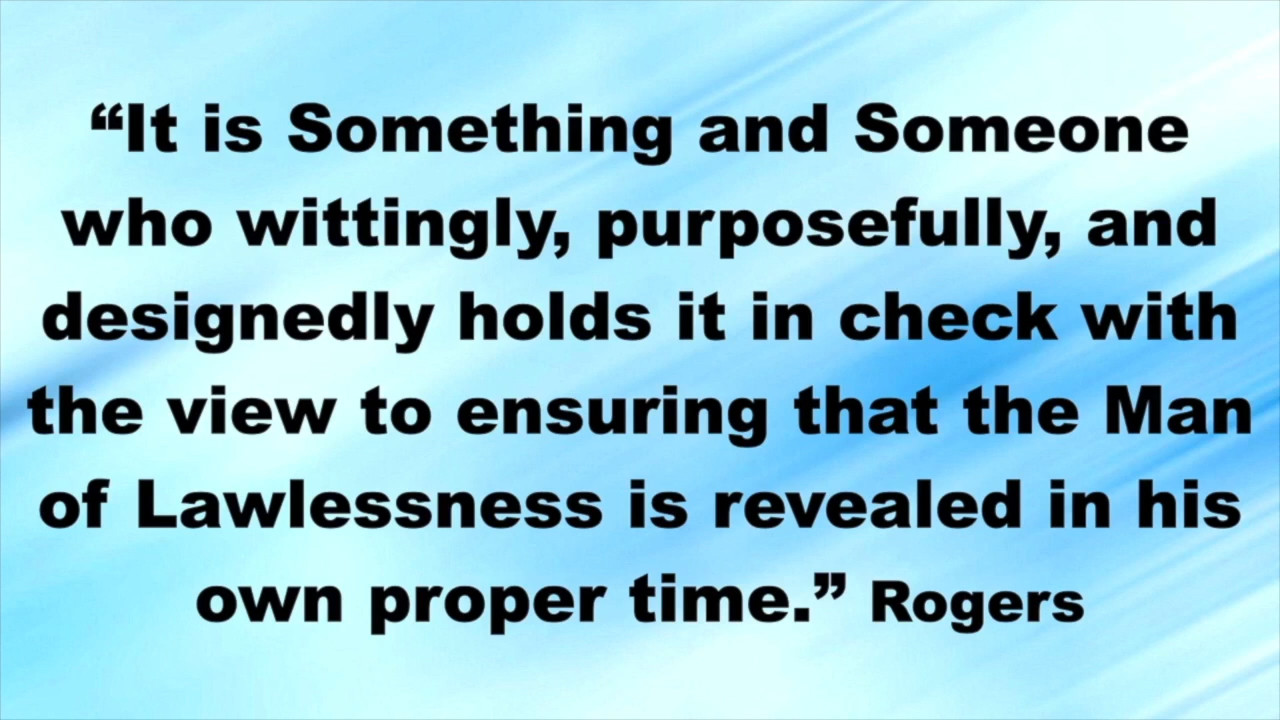 “It is Something and Someone
who wittingly, purposefully, and
designedly holds it in check with
the view to ensuring that the Man
of Lawlessness is revealed in his
own proper time.” Rogers